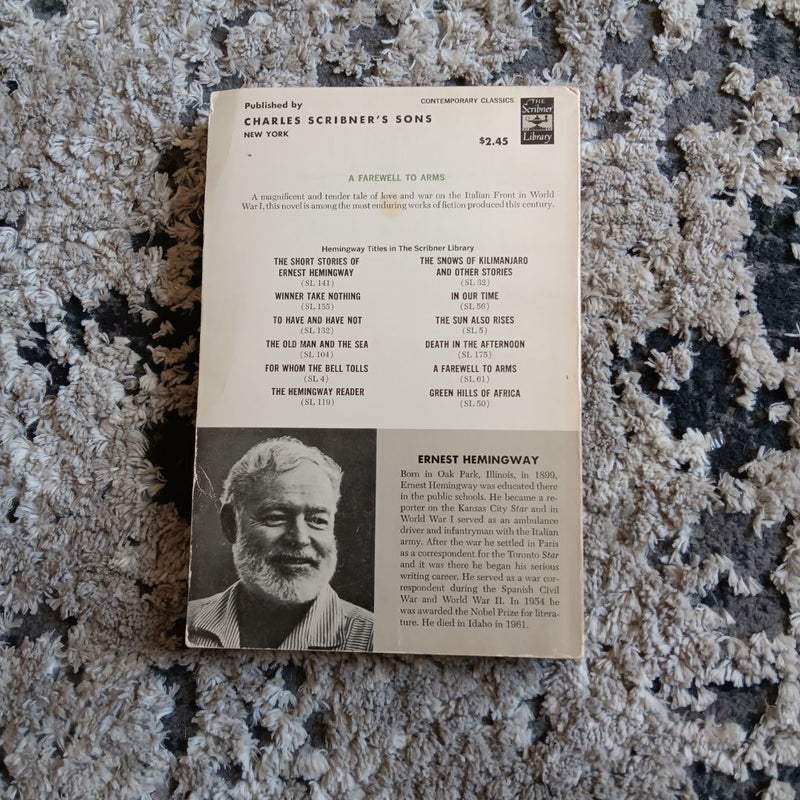 Published by
CHARLES SCRIBNER'S SONS
NEW YORK
CONTEMPORARY CLASSICS
$2.45
THE
Scribner
Library
A FAREWELL TO ARMS
A magnificent and tender tale of love and war on the Italian Front in World
War I, this novel is among the most enduring works of fiction produced this century.
Hemingway Titles in The Scribner Library
THE SHORT STORIES OF
ERNEST HEMINGWAY
(SL 141)
WINNER TAKE NOTHING
(SL 155)
TO HAVE AND HAVE NOT
(SL 132)
THE OLD MAN AND THE SEA
(SL 104)
FOR WHOM THE BELL TOLLS
(SL 4)
THE HEMINGWAY READER
(SL 119)
THE SNOWS OF KILIMANJARO
AND OTHER STORIES
(SL 32)
IN OUR TIME
(SL 56)
THE SUN ALSO RISES
(SL 5)
DEATH IN THE AFTERNOON
(SL 175)
A FAREWELL TO ARMS
(SL 61)
GREEN HILLS OF AFRICA
(SL 50)
ERNEST HEMINGWAY
Born in Oak Park, Illinois, in 1899,
Ernest Hemingway was educated there
in the public schools. He became a re-
porter on the Kansas City Star and in
World War I served as an ambulance
driver and infantryman with the Italian
army. After the war he settled in Paris
as a correspondent for the Toronto Star
and it was there he began his serious
writing career. He served as a war cor-
respondent during the Spanish Civil
War and World War II. In 1954 he
was awarded the Nobel Prize for litera-
ture. He died in Idaho in 1961.